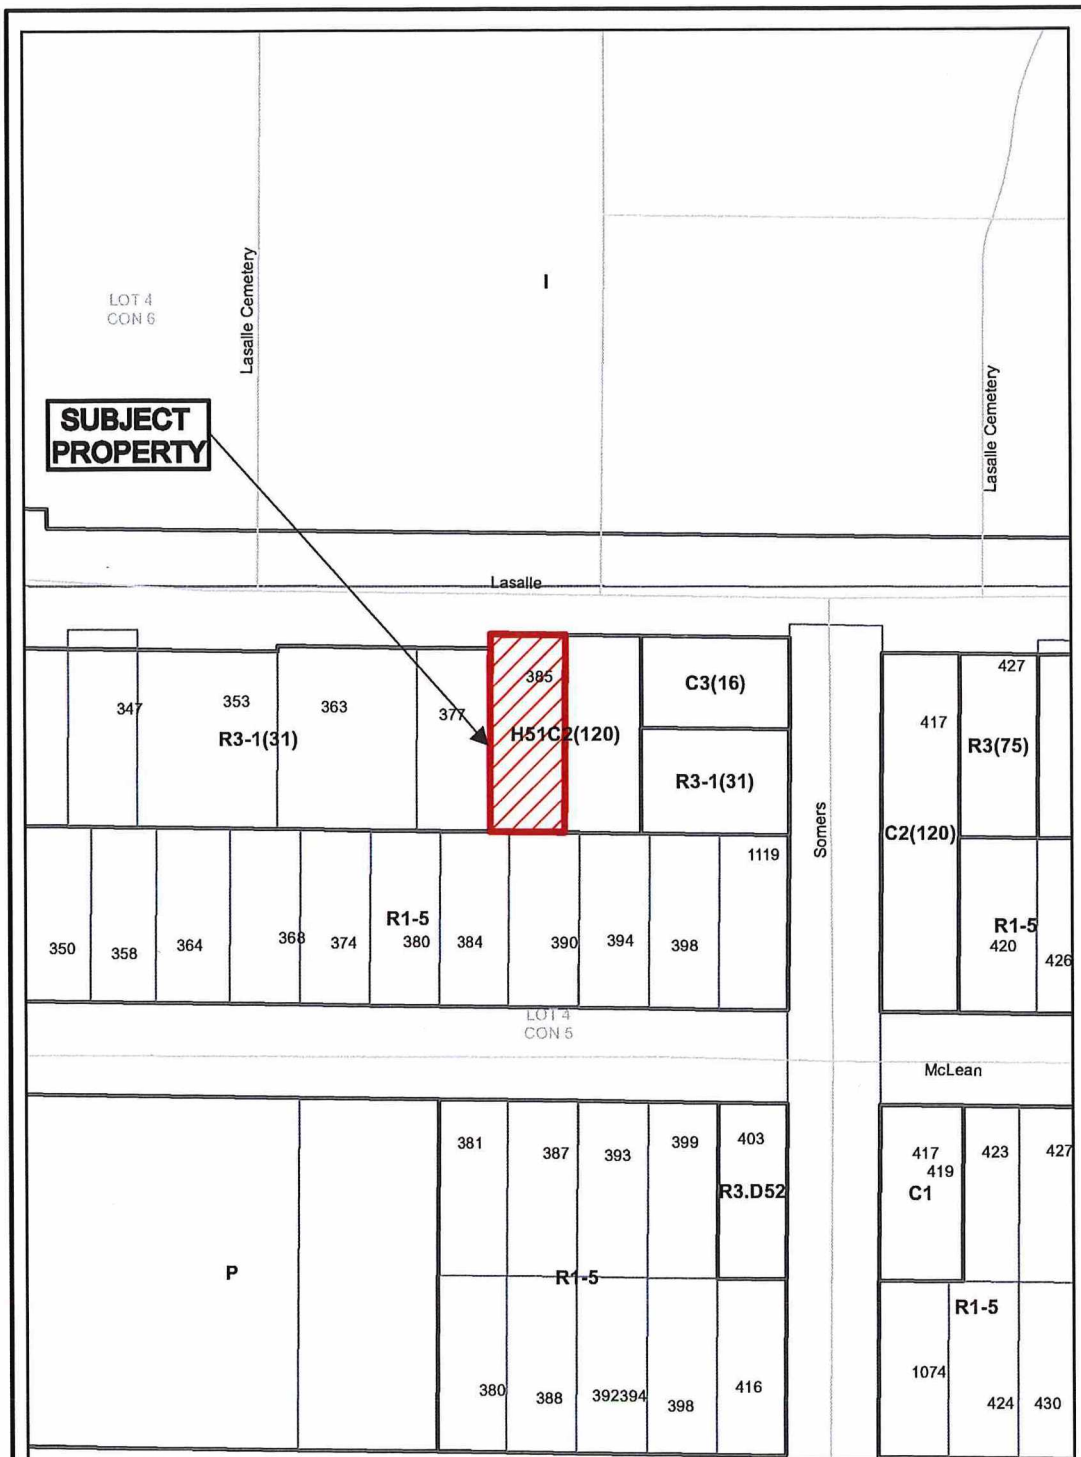 I
LOT 4
CON 6
Lasalle Cemetery
Lasalle Cemetery
SUBJECT
PROPERTY
Lasalle
385
C3(16)
427
347
353
363
377
417
R3-1(31)
H51C2(120)
R3(75)
R3-1(31)
Somers
C2(120)
1119
R1-5
R1-5
350
358
364
368
374
380
384
390
394
398
420
426
LOT 4
CON 5
McLean
381
387
393
399
403
417
419
423
427
R3.D52
C1
P
R1-5
R1-5
380
388
392394
398
416
1074
424
430